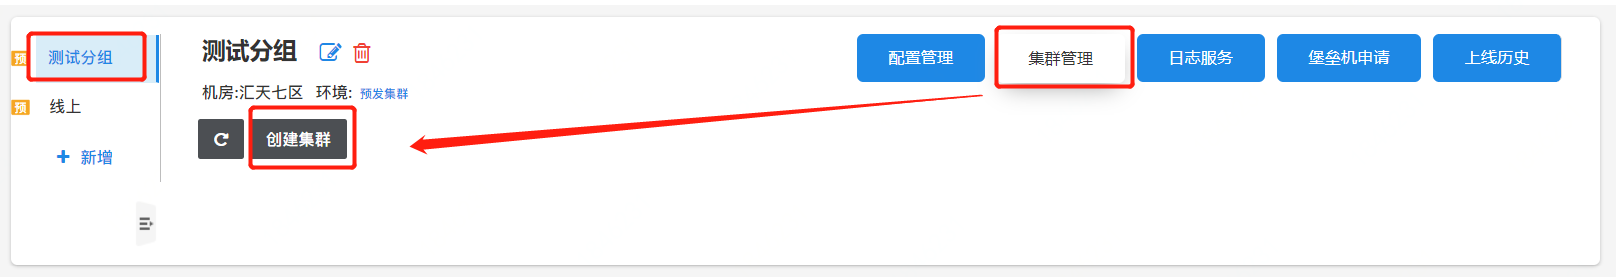 预 测试分组
预 线上
+ 新增
测试分组
配置管理 集群管理 日志服务 堡垒机申请 上线历史
机房:汇天七区 环境: 预发集群
创建集群